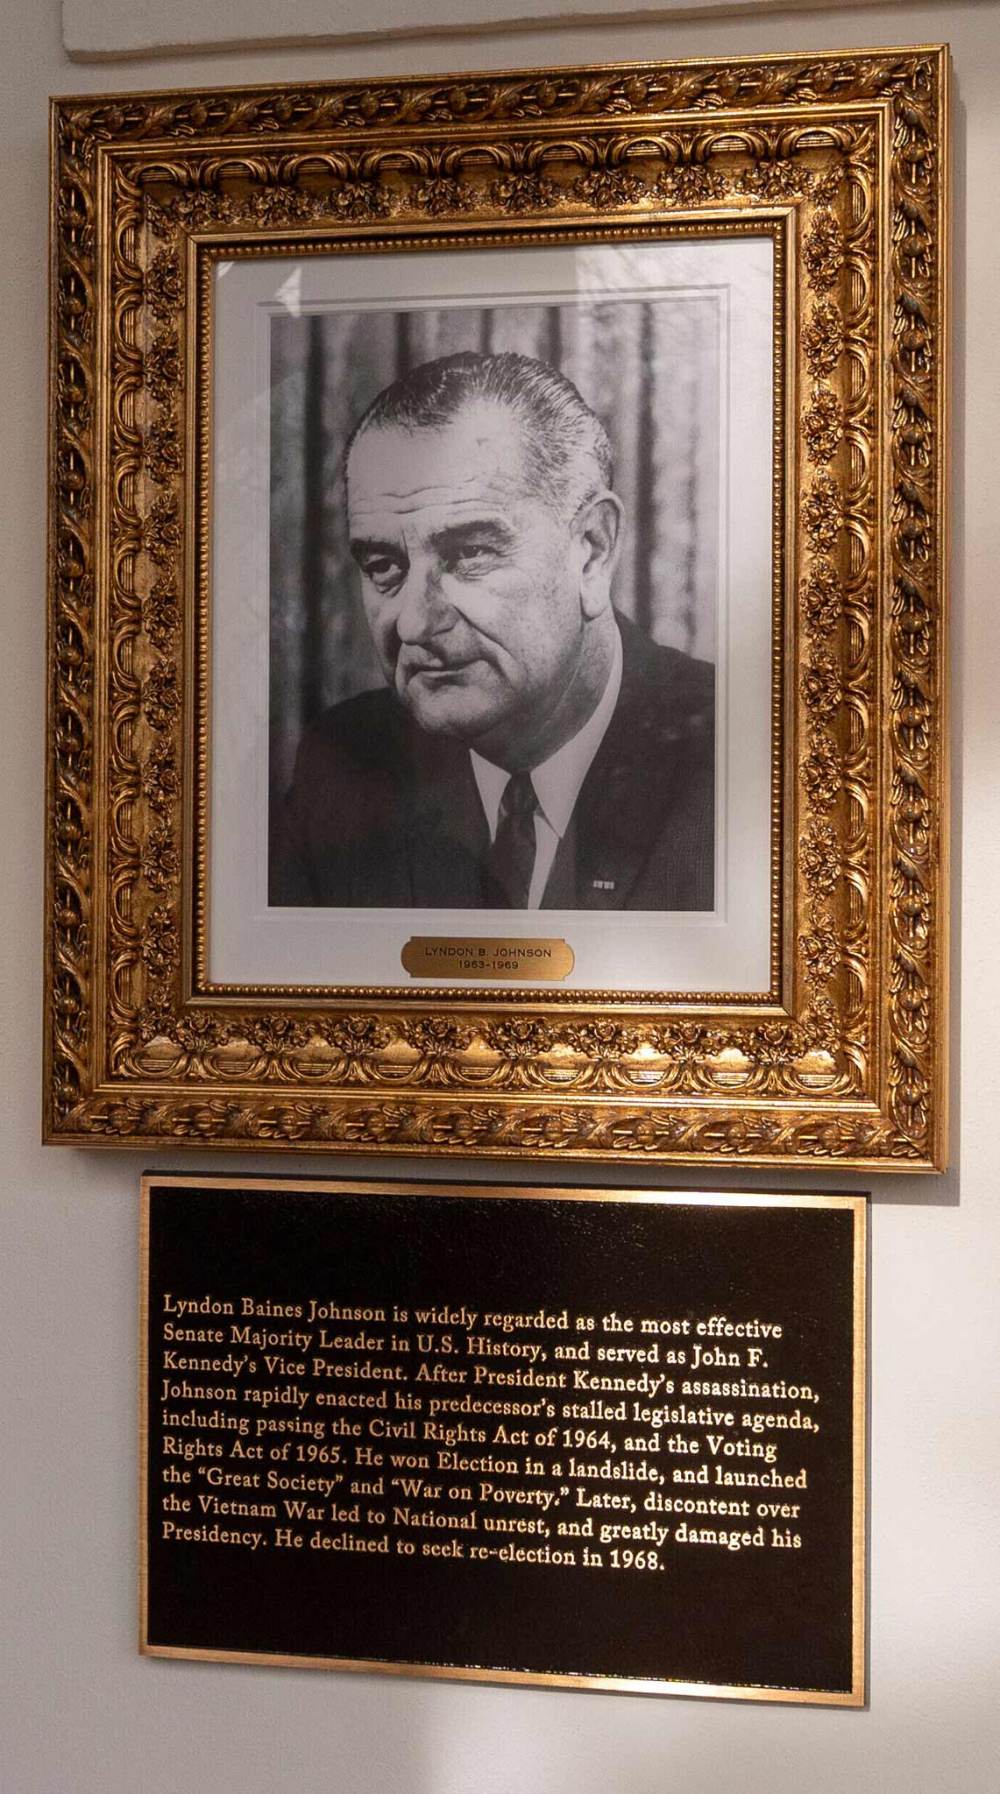 LYNDON B. JOHNSON
1963-1969
Lyndon Baines Johnson is widely regarded as the most effective
Senate Majority Leader in U.S. History, and served as John F.
Kennedy's Vice President. After President Kennedy's assassination,
Johnson rapidly enacted his predecessor's stalled legislative agenda,
including passing the Civil Rights Act of 1964, and the Voting
Rights Act of 1965. He won Election in a landslide, and launched
the “Great Society” and “War on Poverty.” Later, discontent over
the Vietnam War led to National unrest, and greatly damaged his
Presidency. He declined to seek re-election in 1968.